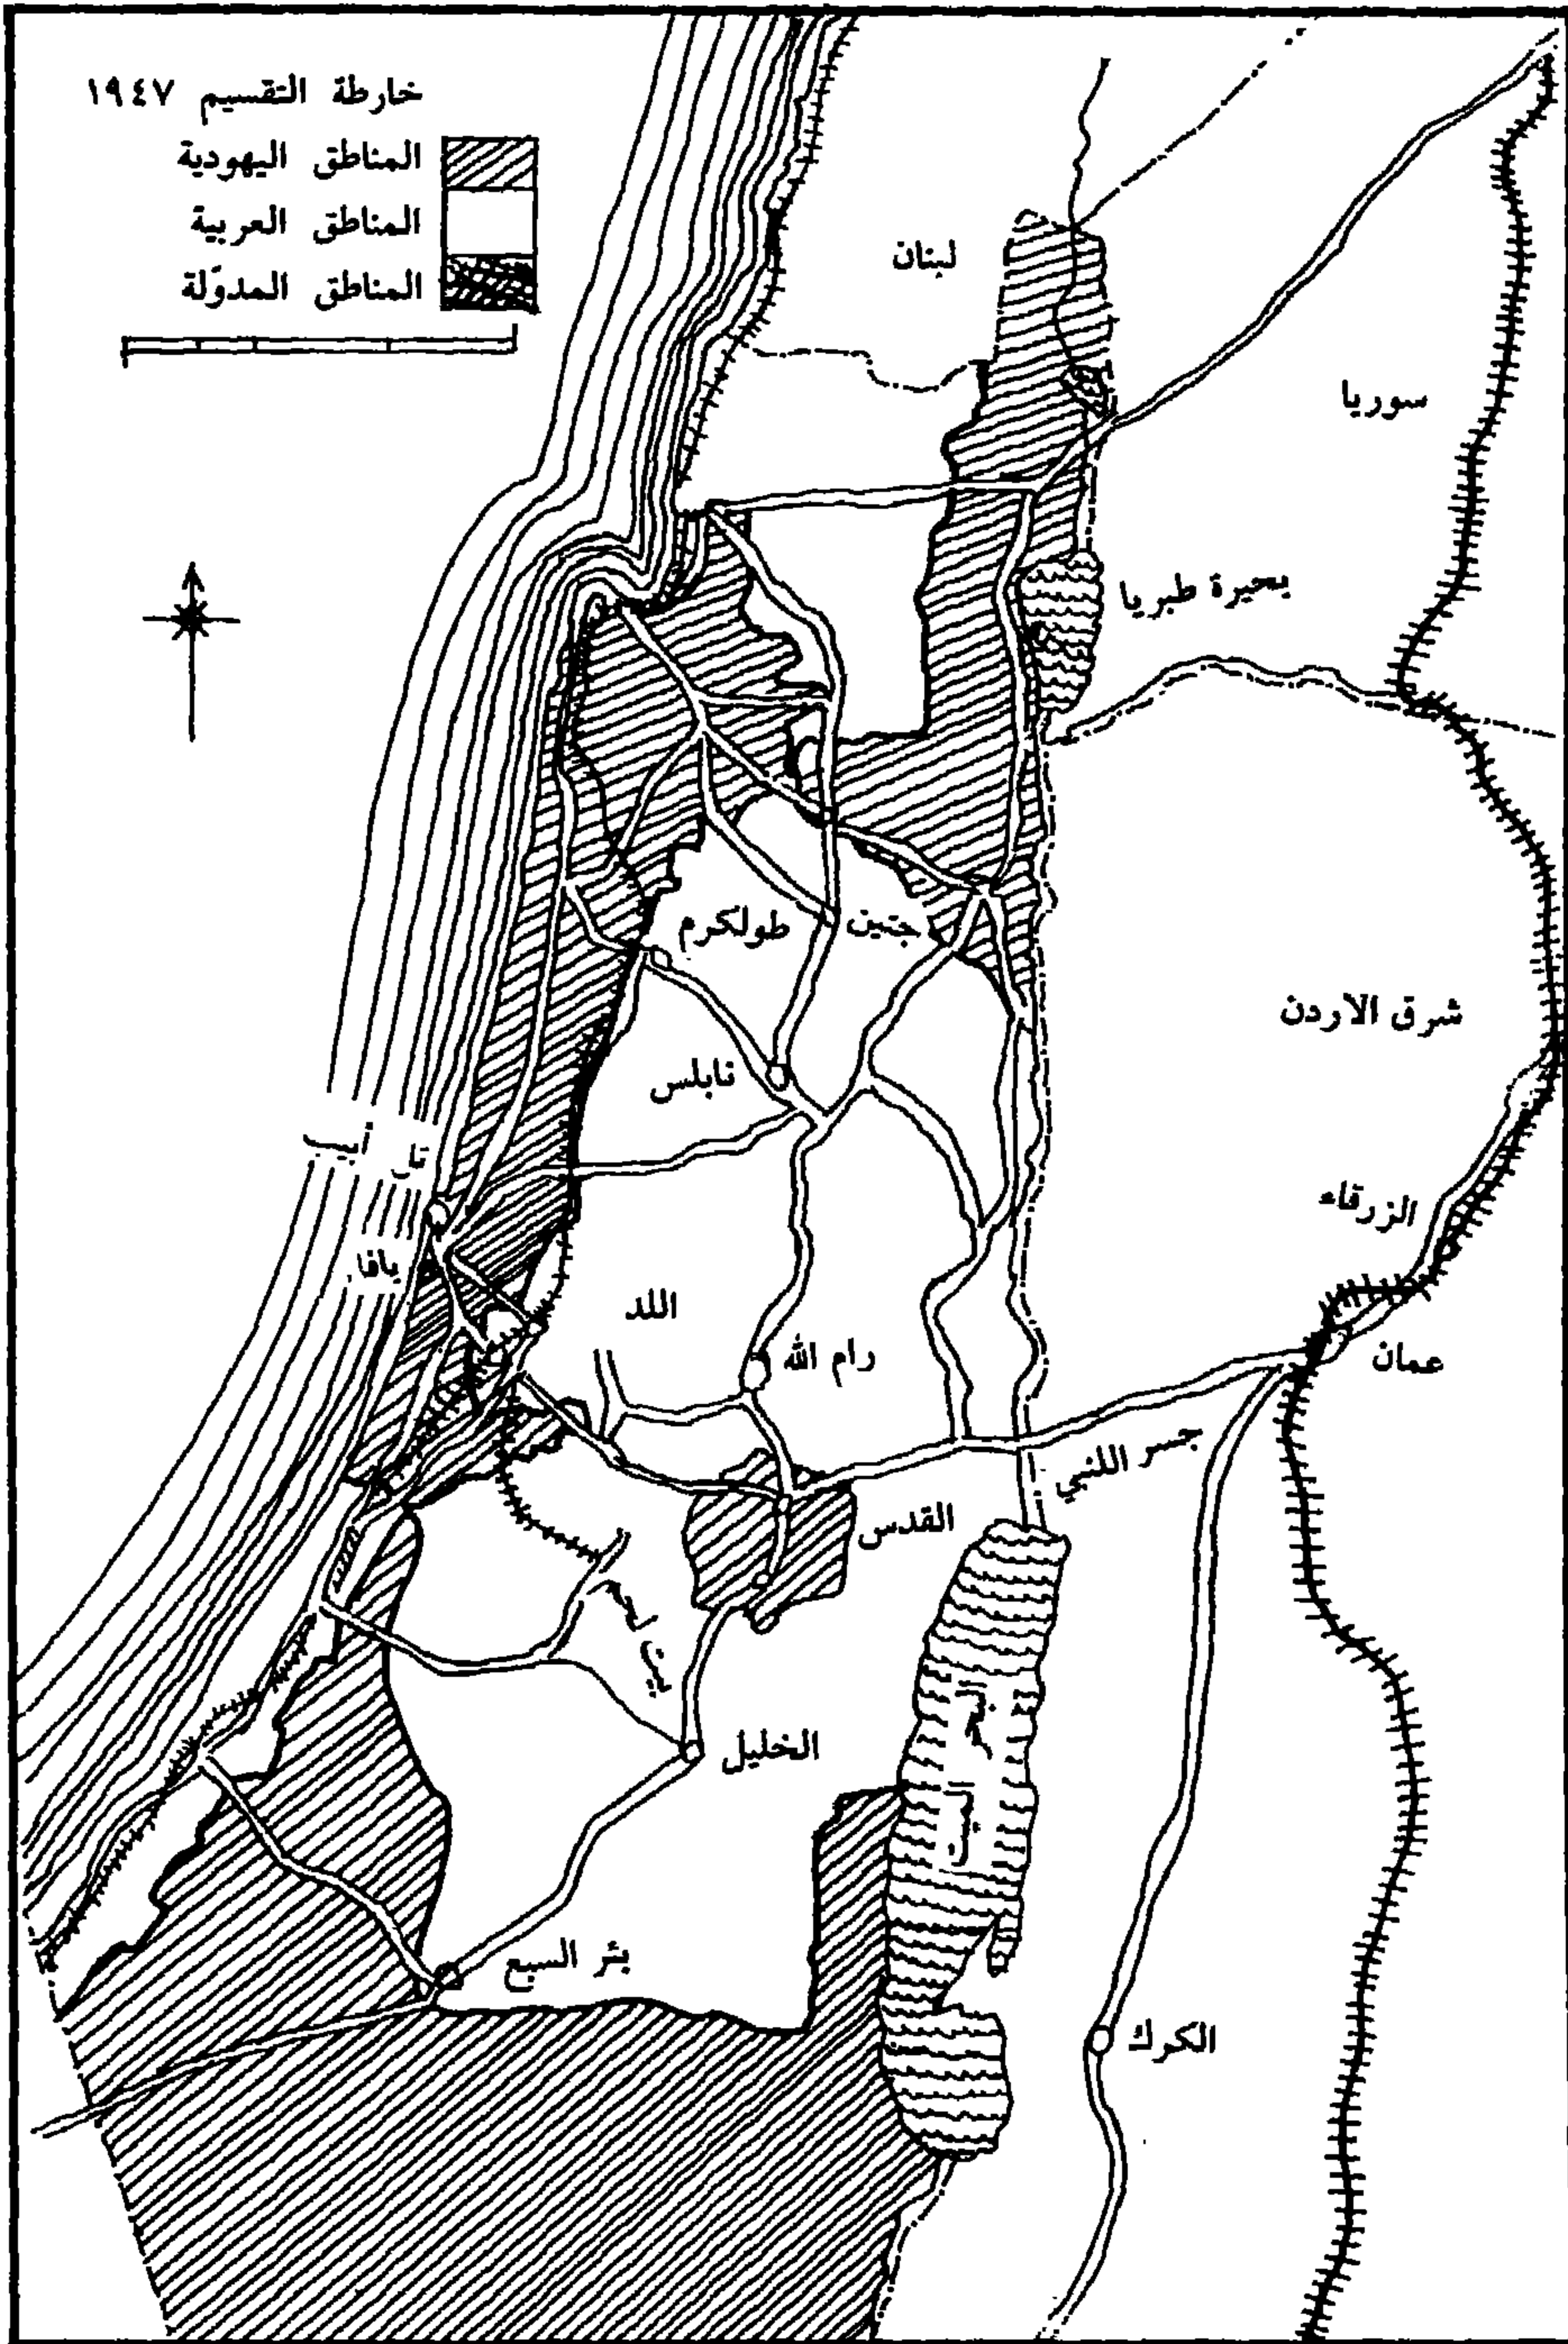 خارطة التقسيم ١٩٤٧
المناطق اليهودية
المناطق العربية
المناطق المدوّلة
لبنان
سوريا
بحيرة طبريا
طولكرم
جنين
شرق الاردن
نابلس
تل أبيب
الزرقاء
يافا
اللد
رام الله
عمان
جسر اللنبي
القدس
الخليل
بئر السبع
الكرك